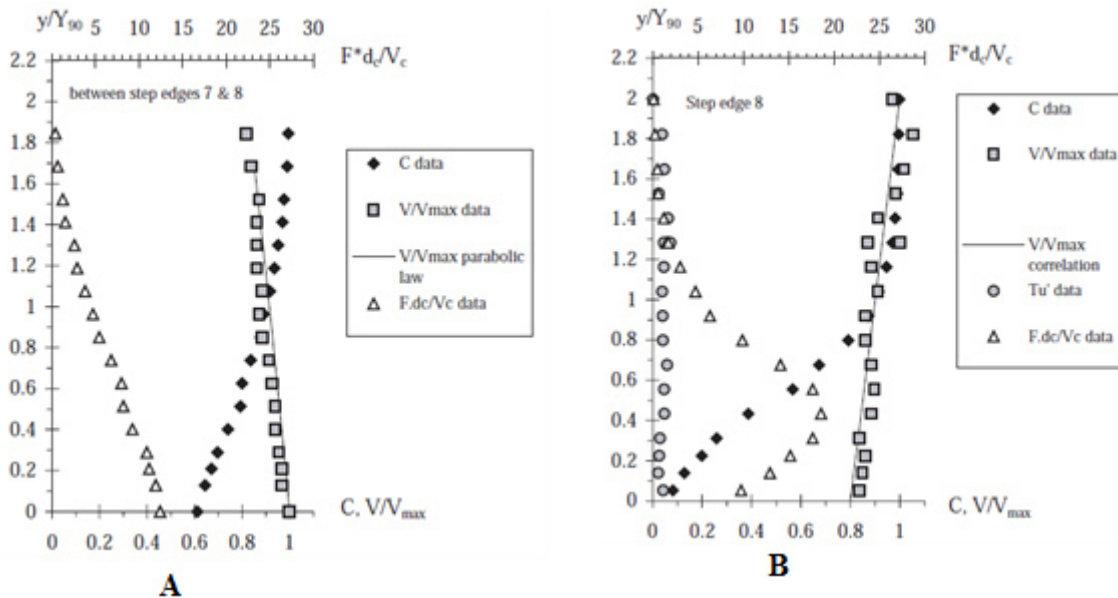 y/Y90 5 10 15 20 25 30
F*dc/Vc
2.2
2
1.8
1.6
1.4
1.2
1
0.8
0.6
0.4
0.2
0
between step edges 7 & 8
C data
V/Vmax data
V/Vmax parabolic
law
F.dc/Vc data
C, V/Vmax
0 0.2 0.4 0.6 0.8 1
A
y/Y90 5 10 15 20 25 30
F*dc/Vc
2.2
2
1.8
1.6
1.4
1.2
1
0.8
0.6
0.4
0.2
0
Step edge 8
C data
V/Vmax data
V/Vmax
correlation
Tu' data
F.dc/Vc data
C, V/Vmax
0 0.2 0.4 0.6 0.8 1
B